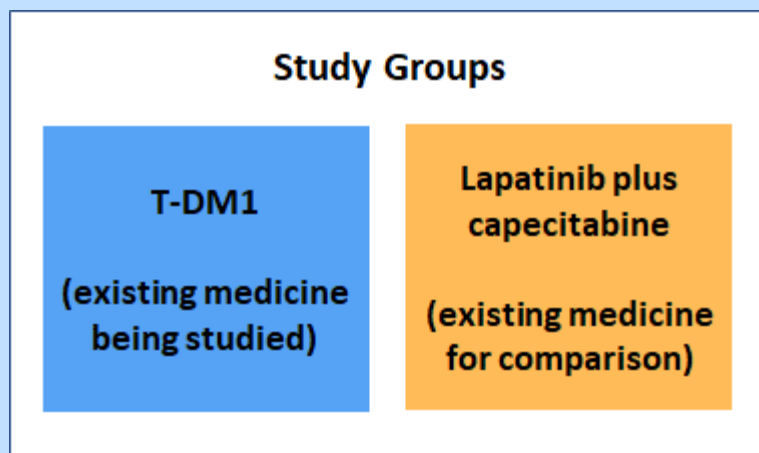 Study Groups
T-DM1
(existing medicine
being studied)
Lapatinib plus
capecitabine
(existing medicine
for comparison)